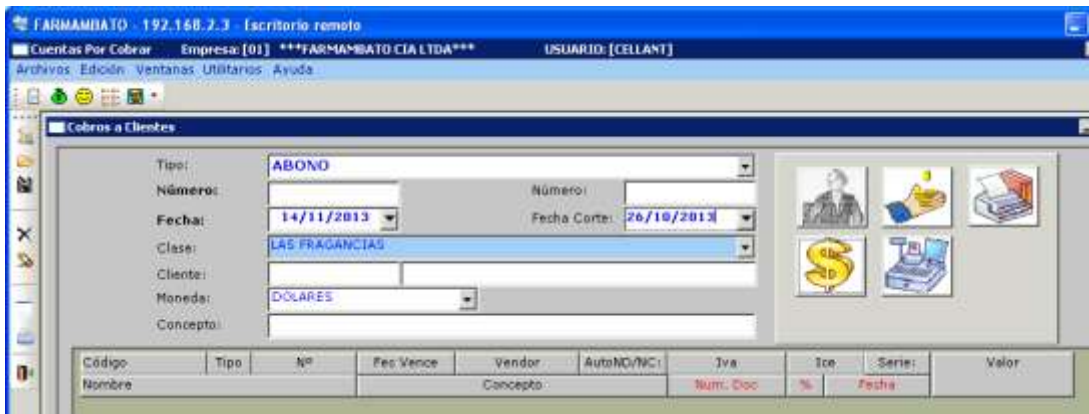 FARMAMBATO - 192.168.2.3 - Escritorio remoto
Cuentas Por Cobrar Empresa: [01] ***FARMAMBATO CIA LTDA*** USUARIO: [CELLANT]
Archivos Edición Ventanas Utilitarios Ayuda
Cobros a Clientes
Tipo: ABONO
Número: Número:
Fecha: 14/11/2013 Fecha Corte: 26/10/2013
Clase: LAS FRAGANCIAS
Cliente:
Moneda: DOLARES
Concepto:
Código Tipo Nº Fec Vence Vendor AutoND/NC: Iva Ice Serie: Valor
Nombre Concepto Num. Doc % Fecha